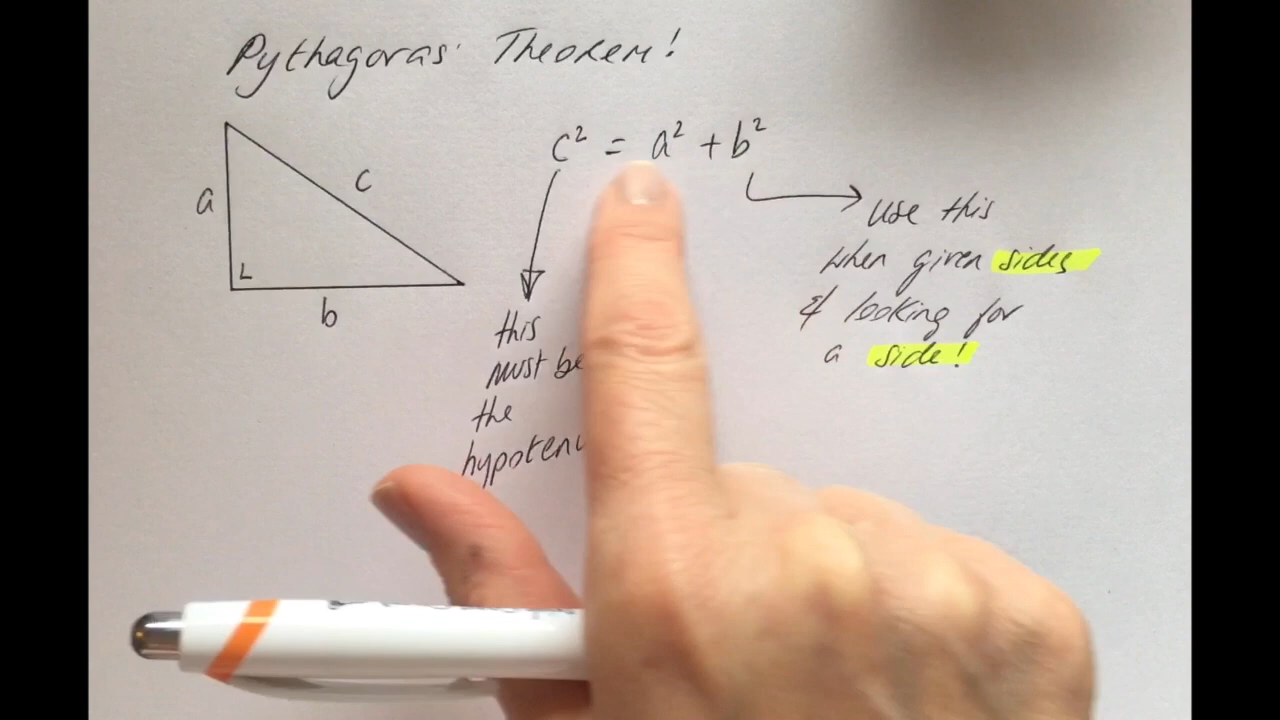 Pythagoras' Theorem!
c² = a² + b²
a
c
L
b
this
must be
the
use this
when given sides
& looking for
a side!